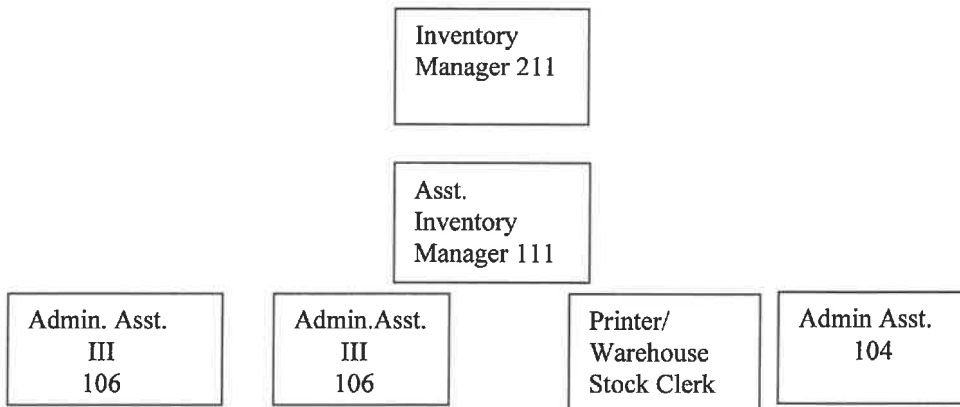 Inventory
Manager 211
Asst.
Inventory
Manager 111
Admin. Asst.
III
106
Admin.Asst.
III
106
Printer/
Warehouse
Stock Clerk
Admin Asst.
104